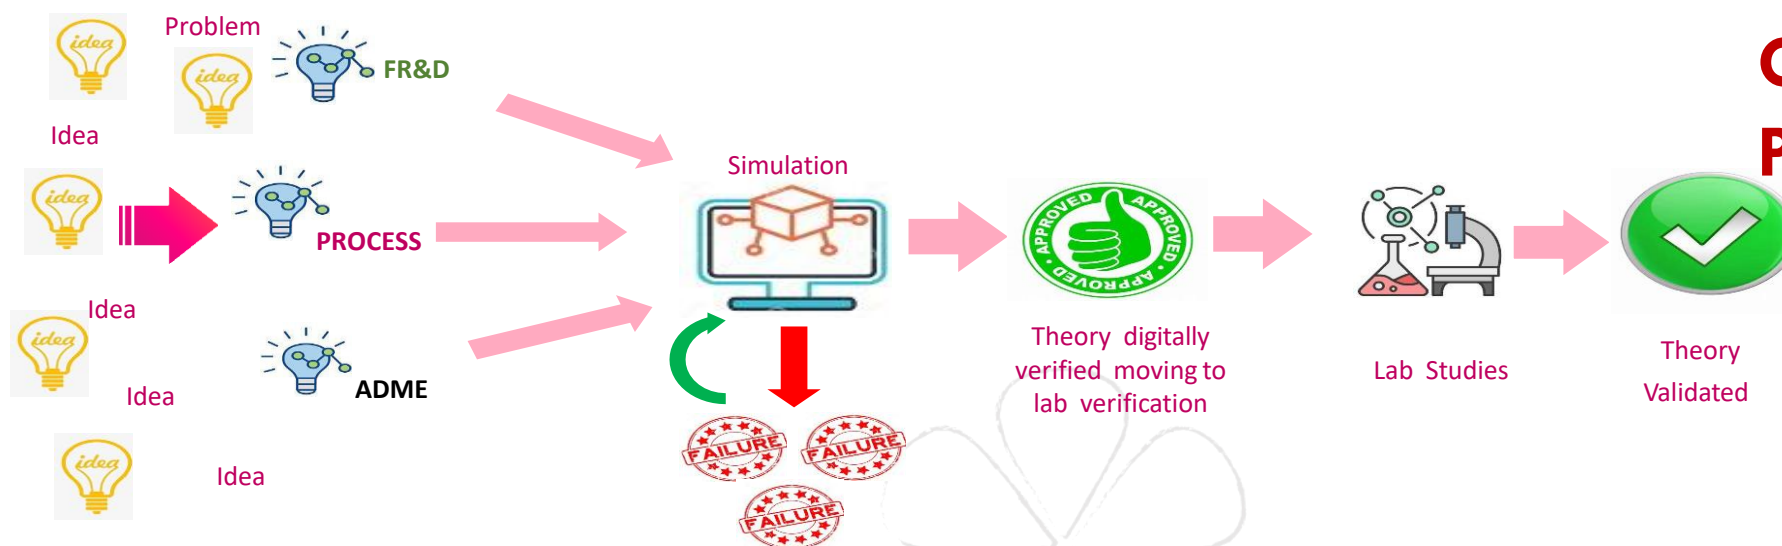 Problem
idea
idea
FR&D
Idea
idea
PROCESS
Idea
idea
ADME
Idea
idea
Idea
Simulation
FAILURE
FAILURE
FAILURE
APPROVED · APPROVED · APPROVED ·
Theory digitally
verified moving to
lab verification
Lab Studies
Theory
Validated